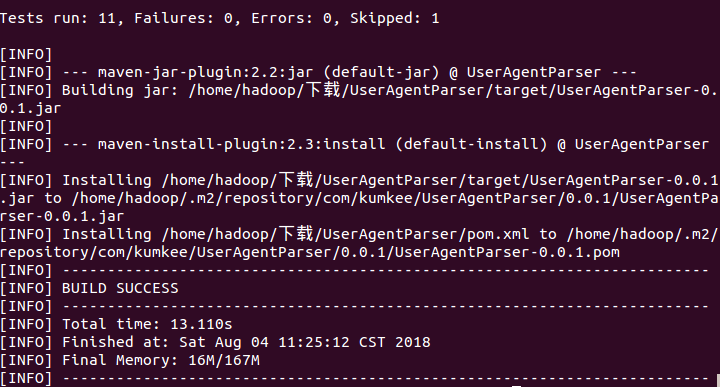 Tests run: 11, Failures: 0, Errors: 0, Skipped: 1
[INFO]
[INFO] --- maven-jar-plugin:2.2:jar (default-jar) @ UserAgentParser ---
[INFO] Building jar: /home/hadoop/下载/UserAgentParser/target/UserAgentParser-0.
0.1.jar
[INFO]
[INFO] --- maven-install-plugin:2.3:install (default-install) @ UserAgentParser
---
[INFO] Installing /home/hadoop/下载/UserAgentParser/target/UserAgentParser-0.0.1
.jar to /home/hadoop/.m2/repository/com/kumkee/UserAgentParser/0.0.1/UserAgentPa
rser-0.0.1.jar
[INFO] Installing /home/hadoop/下载/UserAgentParser/pom.xml to /home/hadoop/.m2/
repository/com/kumkee/UserAgentParser/0.0.1/UserAgentParser-0.0.1.pom
[INFO] ------------------------------------------------------------------------
[INFO] BUILD SUCCESS
[INFO] ------------------------------------------------------------------------
[INFO] Total time: 13.110s
[INFO] Finished at: Sat Aug 04 11:25:12 CST 2018
[INFO] Final Memory: 16M/167M
[INFO] ------------------------------------------------------------------------